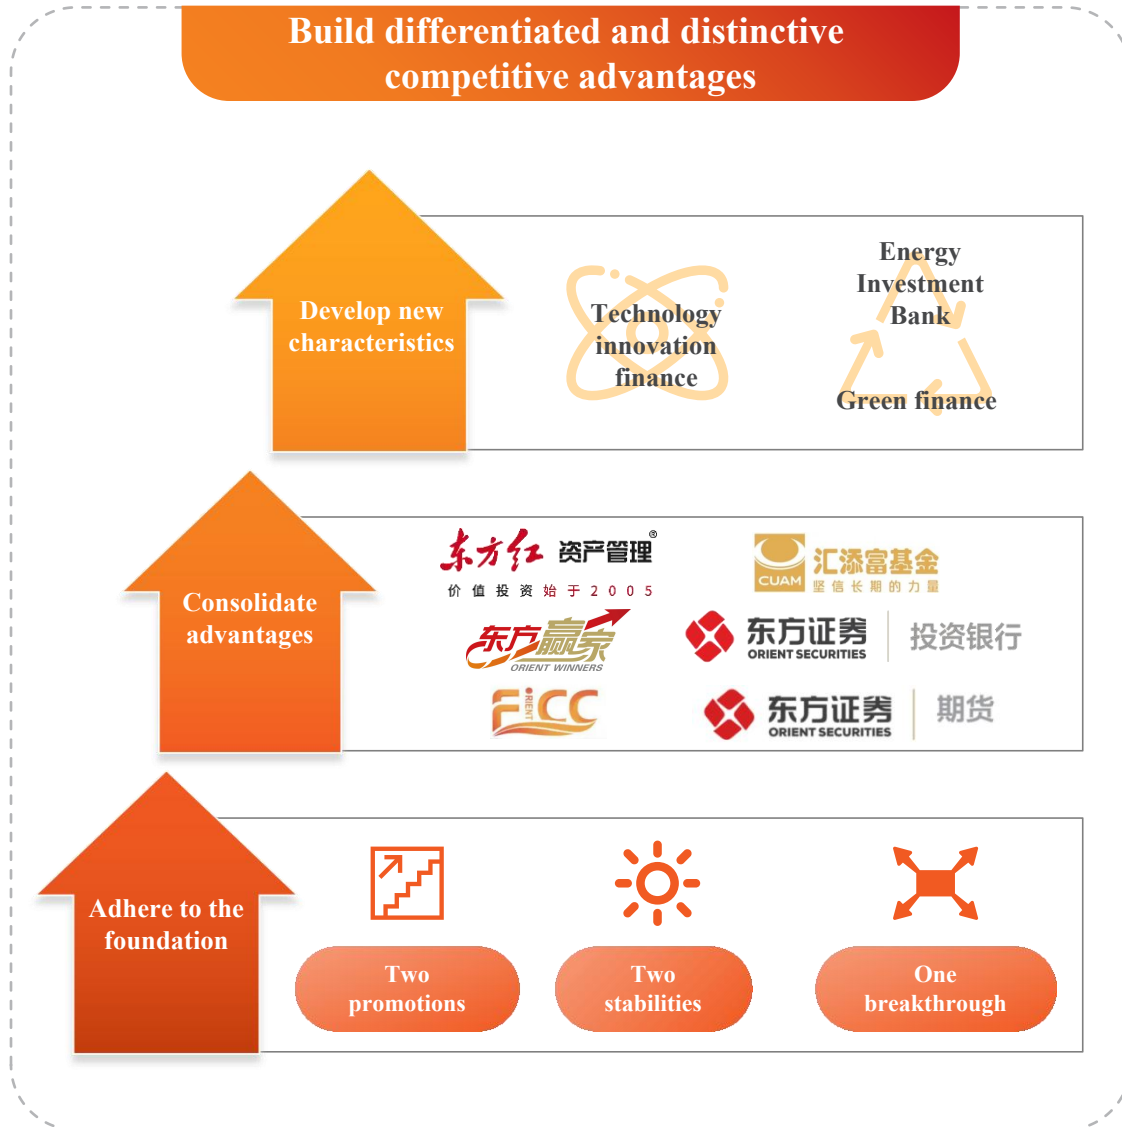 Build differentiated and distinctive
competitive advantages
Develop new
characteristics
Technology
innovation
finance
Energy
Investment
Bank
Green finance
Consolidate
advantages
东方红 资产管理®
价值投资始于2005
CUAM 汇添富基金
坚信长期的力量
东方赢家
ORIENT WINNERS
东方证券 投资银行
ORIENT SECURITIES
ORIENT
FICC
东方证券 期货
ORIENT SECURITIES
Adhere to the
foundation
Two
promotions
Two
stabilities
One
breakthrough